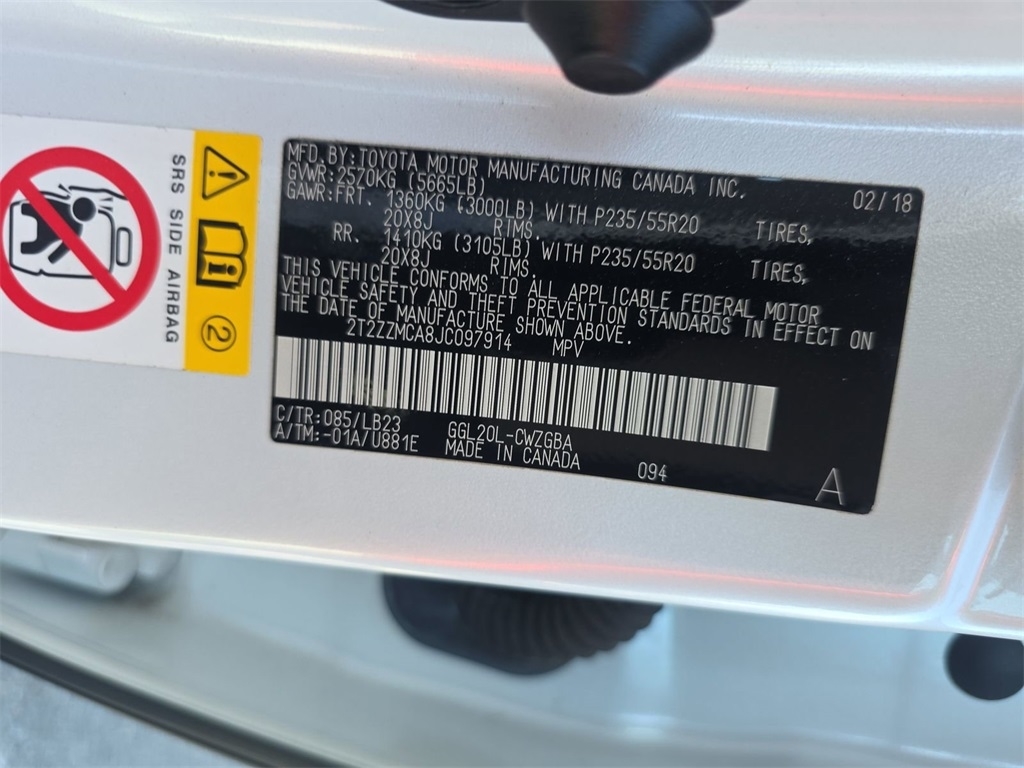 SRS SIDE AIRBAG
2
MFD.BY:TOYOTA MOTOR MANUFACTURING CANADA INC. 02/18
GVWR:2570KG (5665LB)
GAWR:FRT. 1360KG (3000LB) WITH P235/55R20 TIRES,
20X8J RIMS.
RR. 1410KG (3105LB) WITH P235/55R20 TIRES,
20X8J RIMS.
THIS VEHICLE CONFORMS TO ALL APPLICABLE FEDERAL MOTOR
VEHICLE SAFETY AND THEFT PREVENTION STANDARDS IN EFFECT ON
THE DATE OF MANUFACTURE SHOWN ABOVE.
2T2ZZMCA8JC097914 MPV
C/TR:085/LB23 GGL20L-CWZGBA
A/TM:-01A/U881E MADE IN CANADA 094
A